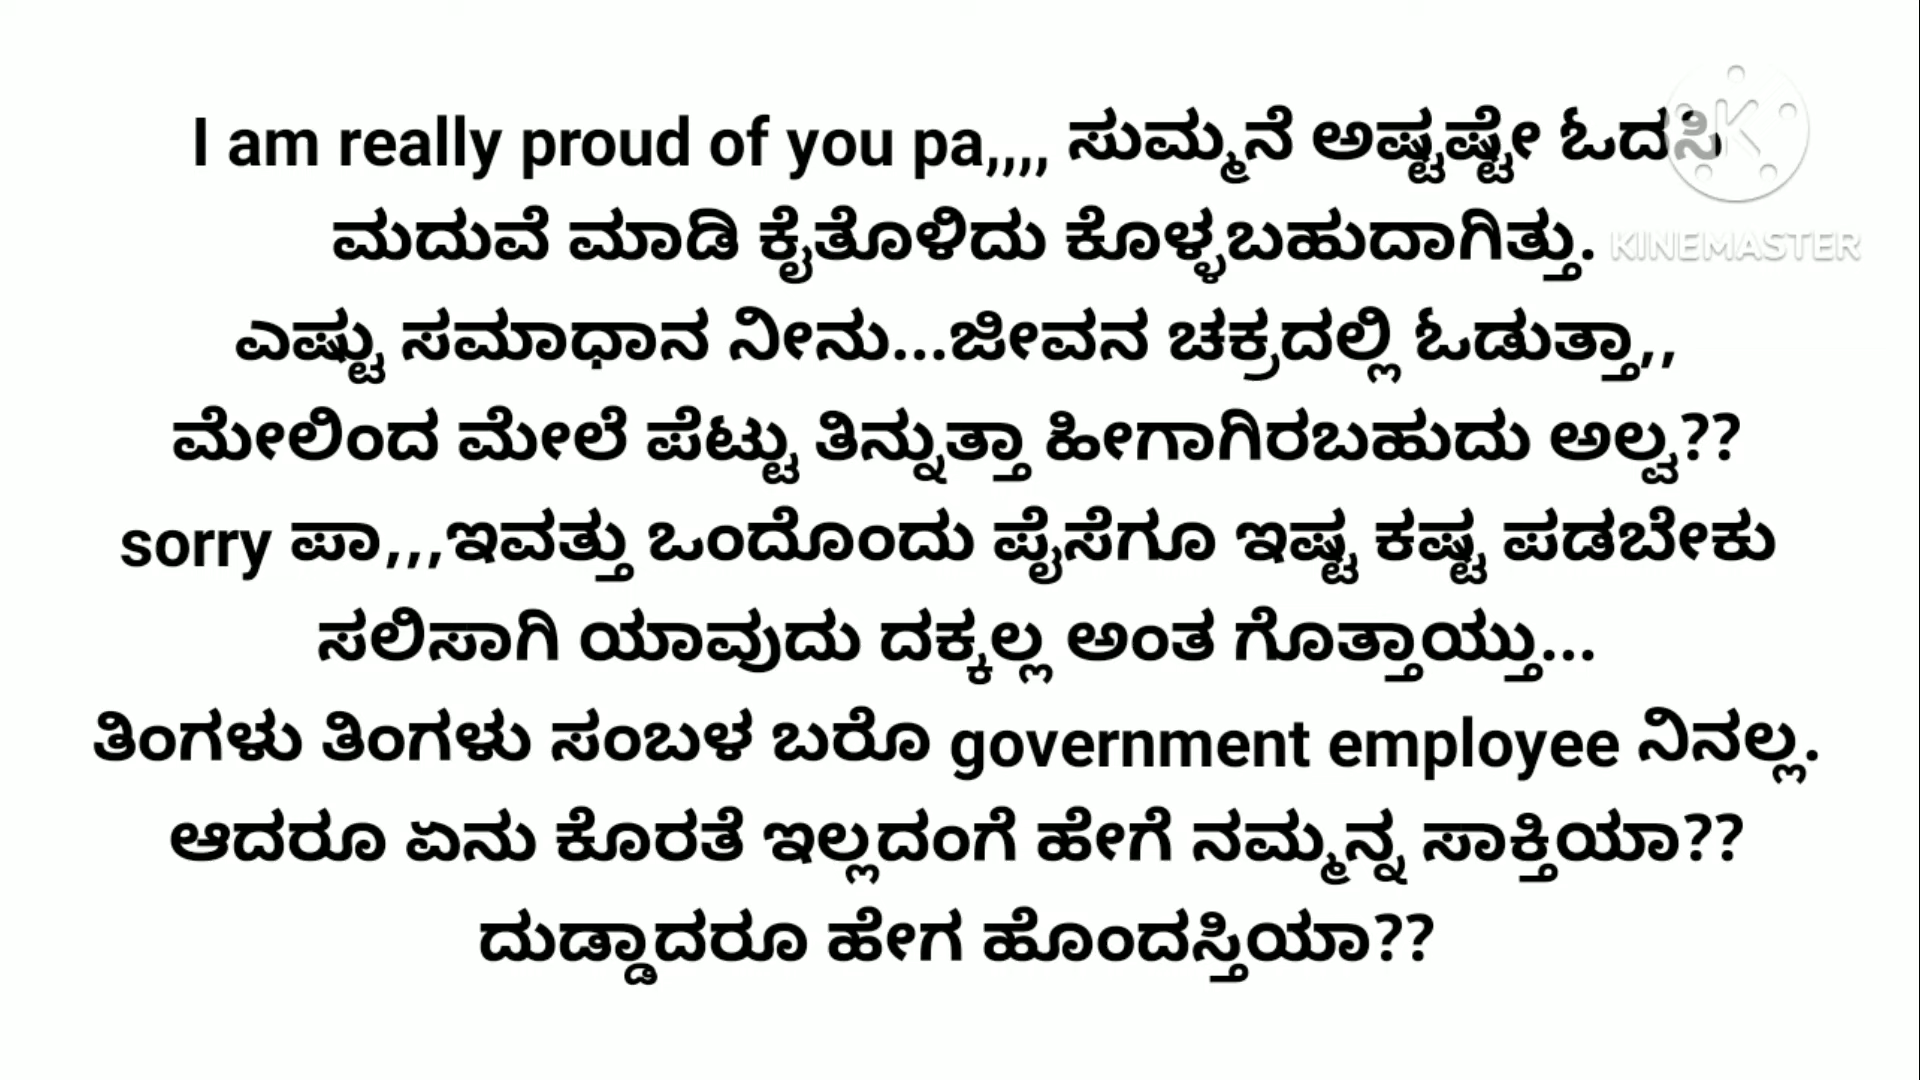 I am really proud of you pa,,,, ಸುಮ್ಮನೆ ಅಷ್ಟಷ್ಟೇ ಓದಸಿ
ಮದುವೆ ಮಾಡಿ ಕೈತೊಳಿದು ಕೊಳ್ಳಬಹುದಾಗಿತ್ತು.
KINEMASTER
ಎಷ್ಟು ಸಮಾಧಾನ ನೀನು...ಜೀವನ ಚಕ್ರದಲ್ಲಿ ಓಡುತ್ತಾ,,
ಮೇಲಿಂದ ಮೇಲೆ ಪೆಟ್ಟು ತಿನ್ನುತ್ತಾ ಹೀಗಾಗಿರಬಹುದು ಅಲ್ವ??
sorry ಪಾ,,,ಇವತ್ತು ಒಂದೊಂದು ಪೈಸೆಗೂ ಇಷ್ಟ ಕಷ್ಟ ಪಡಬೇಕು
ಸಲಿಸಾಗಿ ಯಾವುದು ದಕ್ಕಲ್ಲ ಅಂತ ಗೊತ್ತಾಯ್ತು...
ತಿಂಗಳು ತಿಂಗಳು ಸಂಬಳ ಬರೊ government employee ನಿನಲ್ಲ.
ಆದರೂ ಏನು ಕೊರತೆ ಇಲ್ಲದಂಗೆ ಹೇಗೆ ನಮ್ಮನ್ನ ಸಾಕ್ತಿಯಾ??
ದುಡ್ಡಾದರೂ ಹೇಗ ಹೊಂದಸ್ತಿಯಾ??